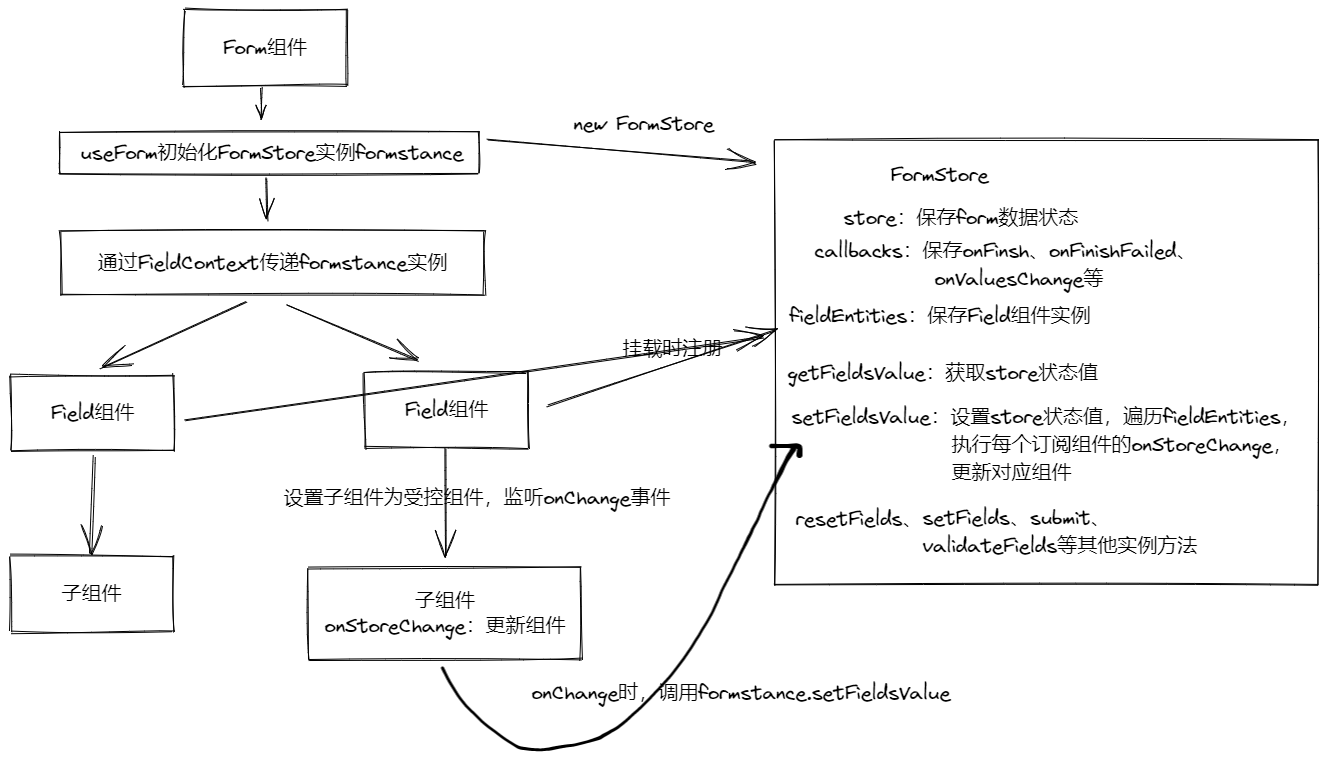 Form组件
useForm初始化FormStore实例formstance
new FormStore
通过FieldContext传递formstance实例
Field组件
Field组件
挂载时注册
设置子组件为受控组件，监听onChange事件
子组件
子组件
onStoreChange：更新组件
onChange时，调用formstance.setFieldsValue
FormStore
store：保存form数据状态
callbacks：保存onFinsh、onFinishFailed、
onValuesChange等
fieldEntities：保存Field组件实例
getFieldsValue：获取store状态值
setFieldsValue：设置store状态值，遍历fieldEntities，
执行每个订阅组件的onStoreChange，
更新对应组件
resetFields、setFields、submit、
validateFields等其他实例方法